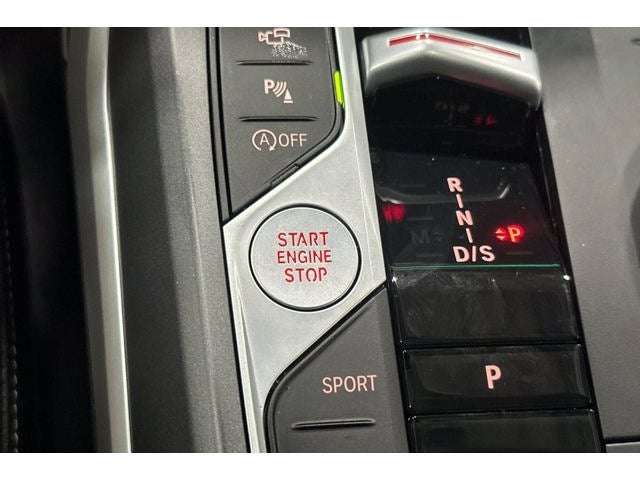 P
A OFF
START
ENGINE
STOP
SPORT
R
N
D/S
P
M
P